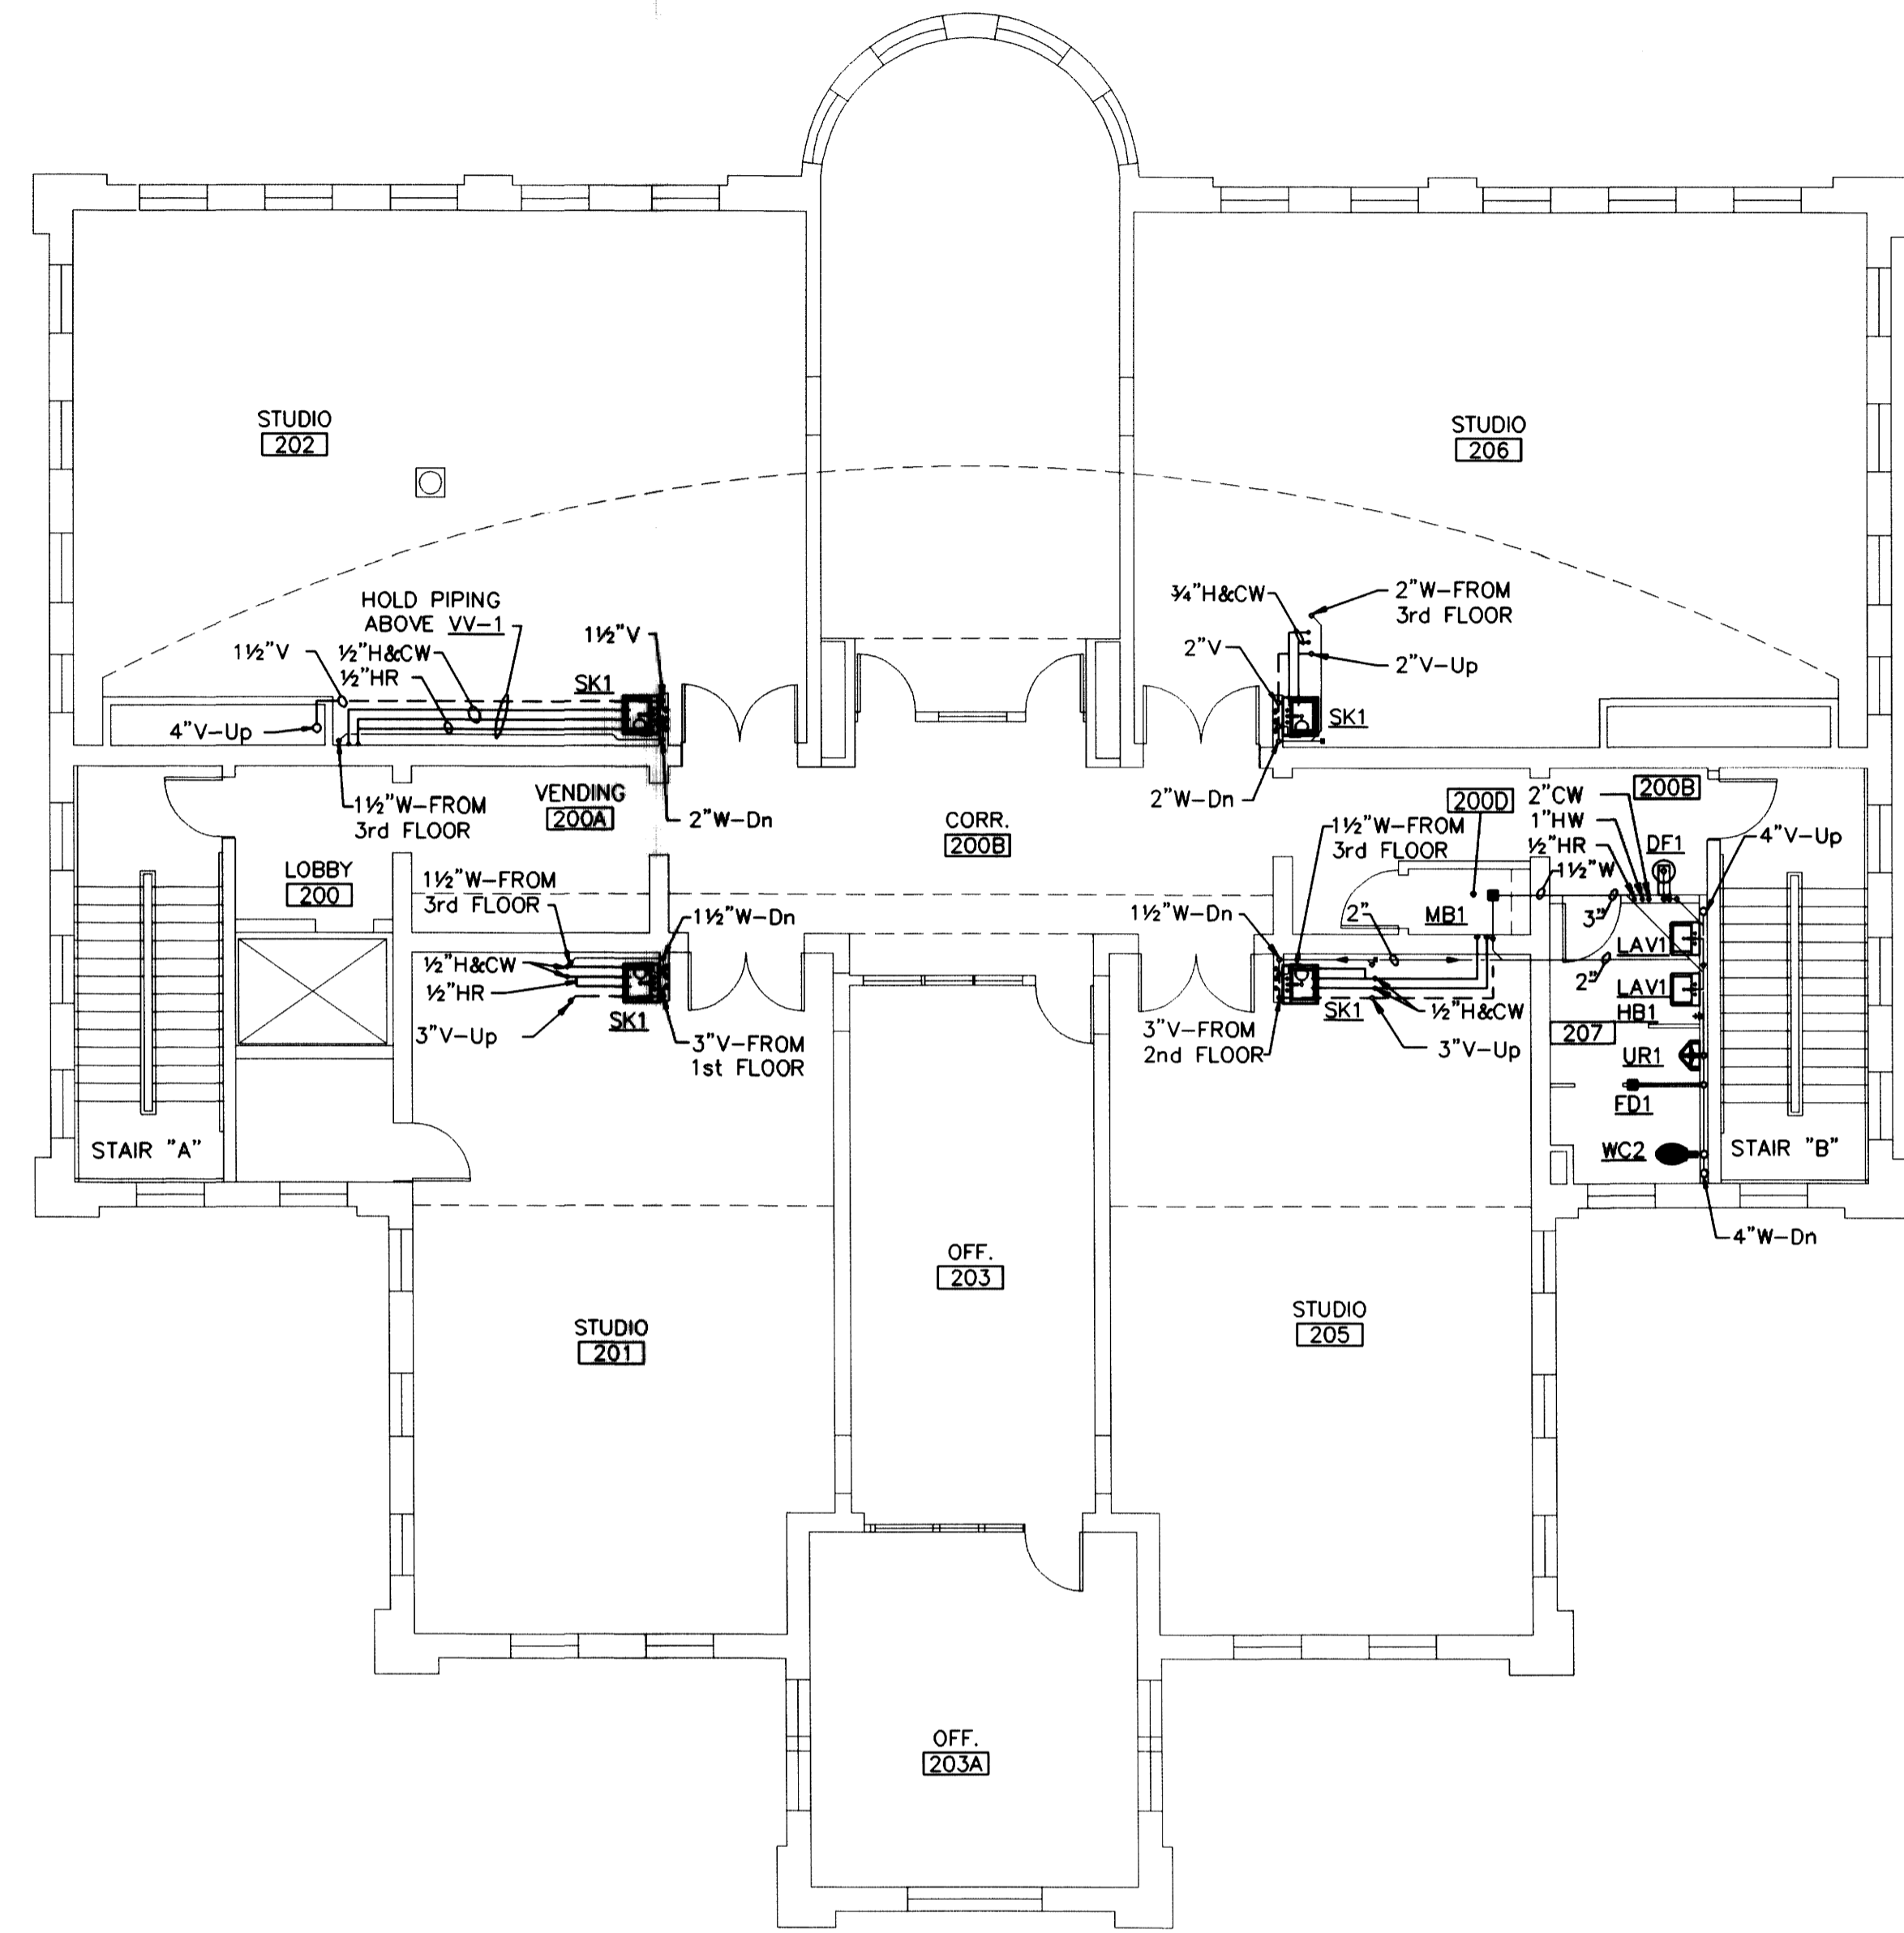 STUDIO
202
STUDIO
206
HOLD PIPING
ABOVE VV-1
1½"V
½"H&CW
½"HR
1½"V
SK1
4"V-Up
¾"H&CW
2"W-FROM
3rd FLOOR
2"V
2"V-Up
SK1
1½"W-FROM
3rd FLOOR
VENDING
200A
2"W-Dn
CORR.
200B
2"W-Dn
200D
2"CW
200B
1"HW
½"HR
DF1
4"V-Up
1½"W-FROM
3rd FLOOR
1½"W
LOBBY
200
1½"W-FROM
3rd FLOOR
1½"W-Dn
1½"W-Dn
2"
MB1
3"
LAV1
½"H&CW
½"HR
SK1
3"V-Up
3"V-FROM
1st FLOOR
3"V-FROM
2nd FLOOR
SK1
½"H&CW
3"V-Up
2"
LAV1
HB1
207
UR1
FD1
WC2
STAIR "A"
STAIR "B"
4"W-Dn
OFF.
203
STUDIO
201
STUDIO
205
OFF.
203A